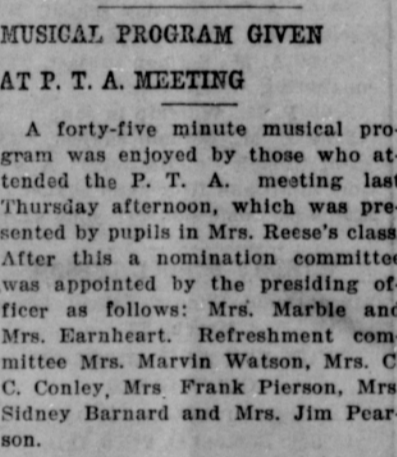 MUSICAL PROGRAM GIVEN
AT P. T. A. MEETING
A forty-five minute musical pro-
gram was enjoyed by those who at-
tended the P. T. A. meeting last
Thursday afternoon, which was pre-
sented by pupils in Mrs. Reese's class
After this a nomination committee
was appointed by the presiding of-
ficer as follows: Mrs. Marble and
Mrs. Earnheart. Refreshment com-
mittee Mrs. Marvin Watson, Mrs. C
C. Conley, Mrs Frank Pierson, Mrs
Sidney Barnard and Mrs. Jim Pear-
son.